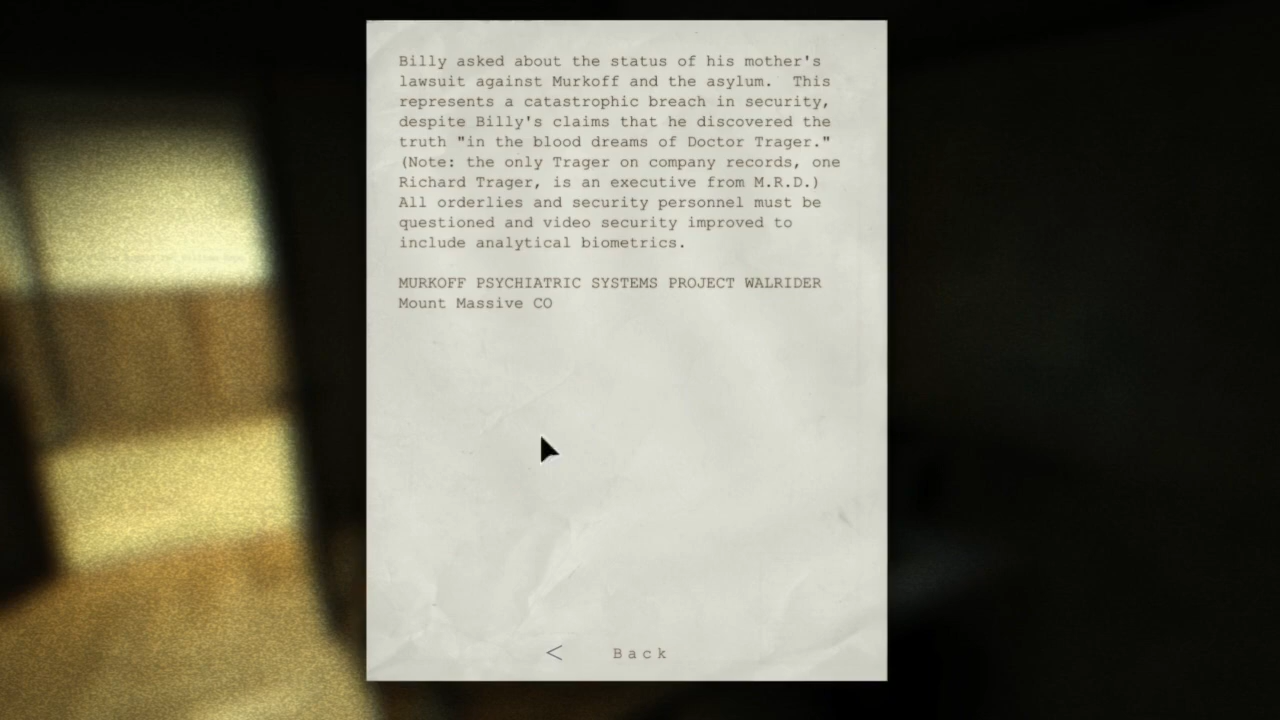 Billy asked about the status of his mother's
lawsuit against Murkoff and the asylum.  This
represents a catastrophic breach in security,
despite Billy's claims that he discovered the
truth "in the blood dreams of Doctor Trager."
(Note: the only Trager on company records, one
Richard Trager, is an executive from M.R.D.)
All orderlies and security personnel must be
questioned and video security improved to
include analytical biometrics.

MURKOFF PSYCHIATRIC SYSTEMS PROJECT WALRIDER
Mount Massive CO
< Back